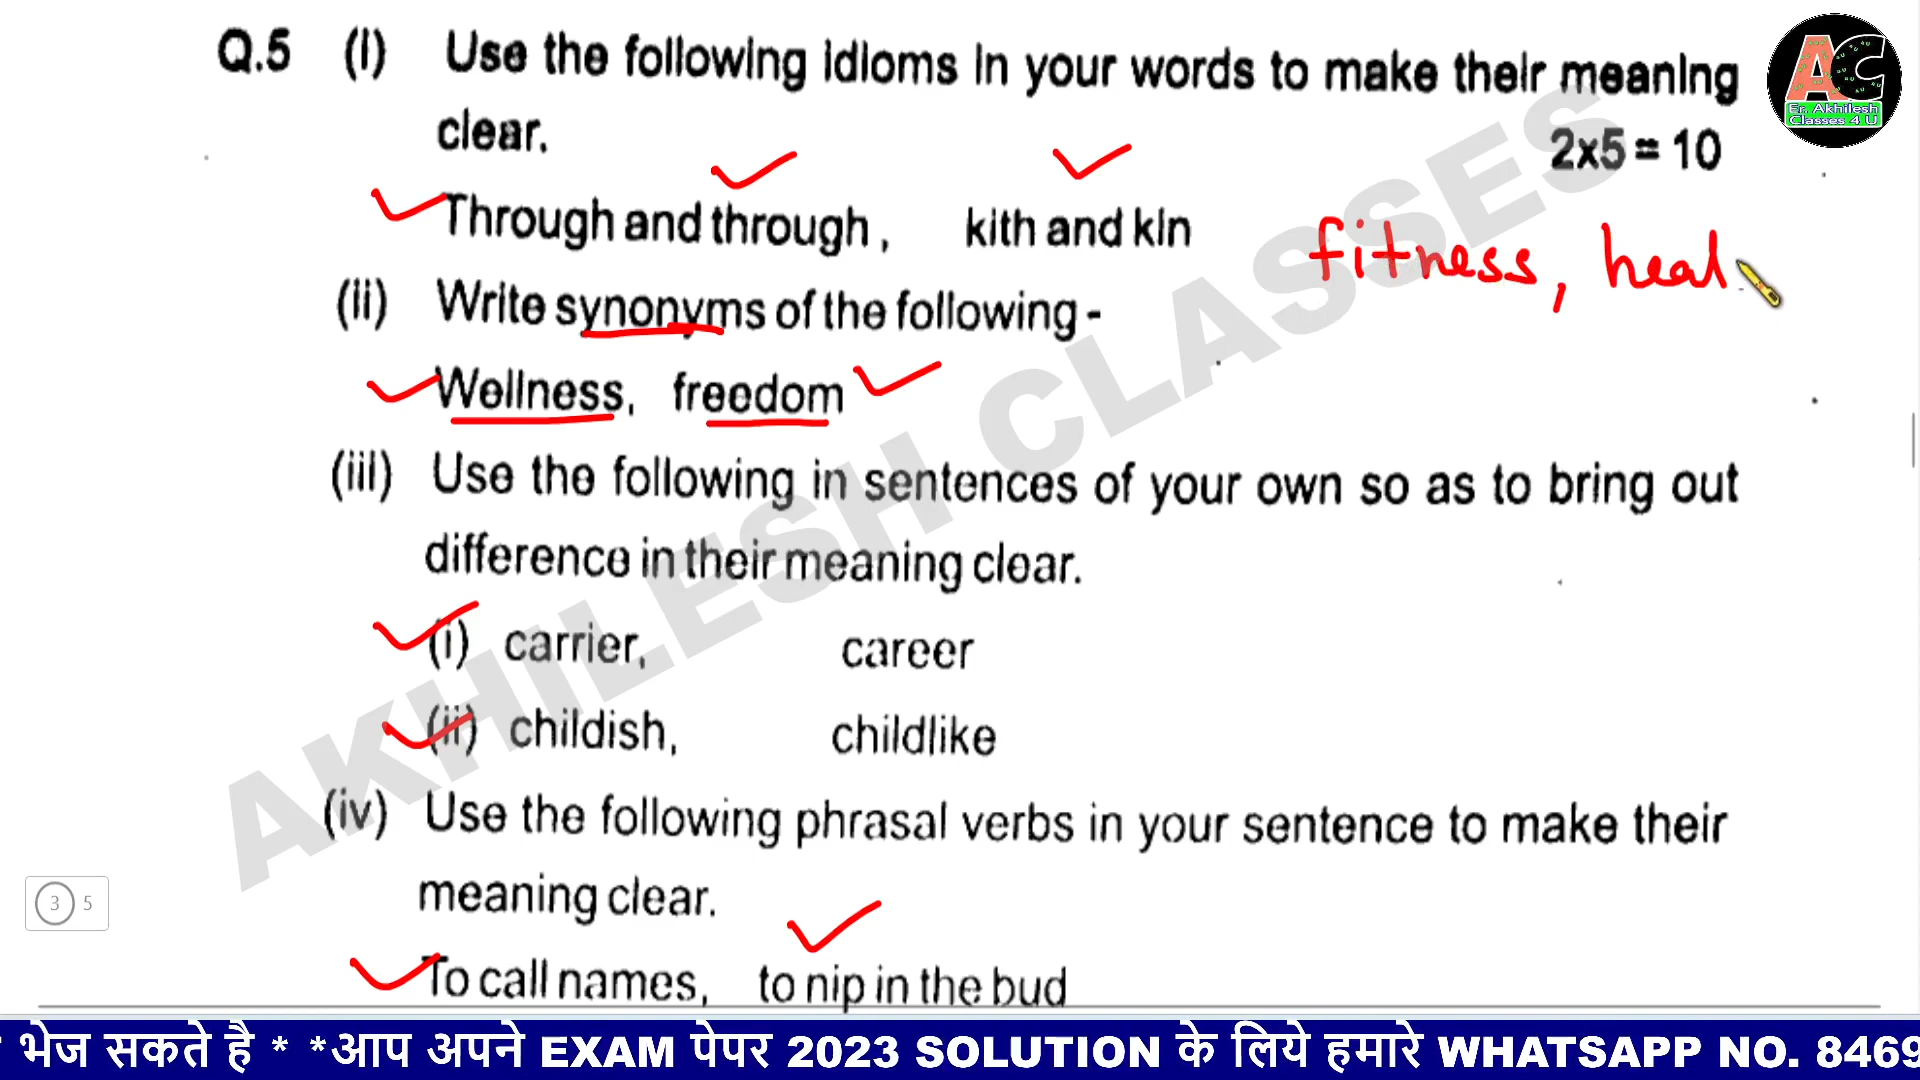 Q.5 (i) Use the following idioms in your words to make their meaning
clear. 2x5 = 10
Through and through, kith and kin
fitness, heal
(ii) Write synonyms of the following -
Wellness, freedom
(iii) Use the following in sentences of your own so as to bring out
difference in their meaning clear.
(i) carrier, career
(ii) childish, childlike
(iv) Use the following phrasal verbs in your sentence to make their
meaning clear.
To call names, to nip in the bud
AKHILESH CLASSES
AC
Er. Akhilesh
Classes 4 U
3 5
भेज सकते है * *आप अपने EXAM पेपर 2023 SOLUTION के लिये हमारे WHATSAPP NO. 8469